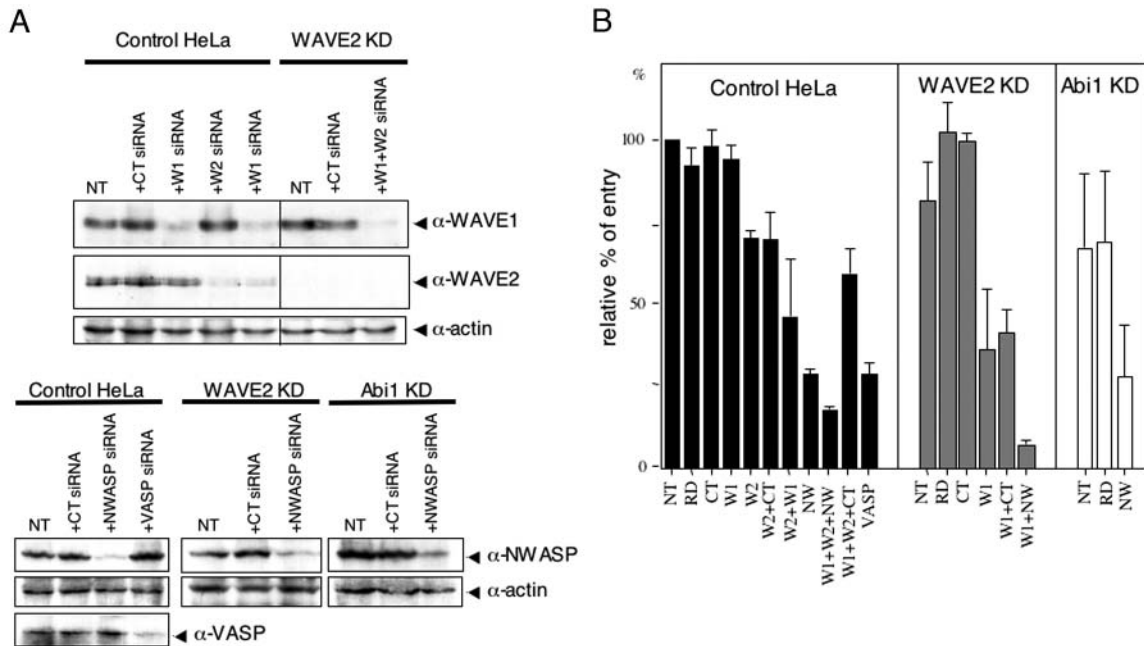 A
Control HeLa WAVE2 KD
NT +CT siRNA +W1 siRNA +W2 siRNA +W1 siRNA NT +CT siRNA +W1+W2 siRNA
α-WAVE1
α-WAVE2
α-actin
Control HeLa WAVE2 KD Abi1 KD
NT +CT siRNA +NWASP siRNA +VASP siRNA NT +CT siRNA +NWASP siRNA NT +CT siRNA +NWASP siRNA
α-NWASP
α-actin
α-VASP
B
% Control HeLa WAVE2 KD Abi1 KD
relative % of entry
100
50
0
NT RD CT W1 W2 W2+CT W2+W1 NW W1+W2+NW W1+W2+CT VASP NT RD CT W1 W1+CT W1+NW NT RD NW